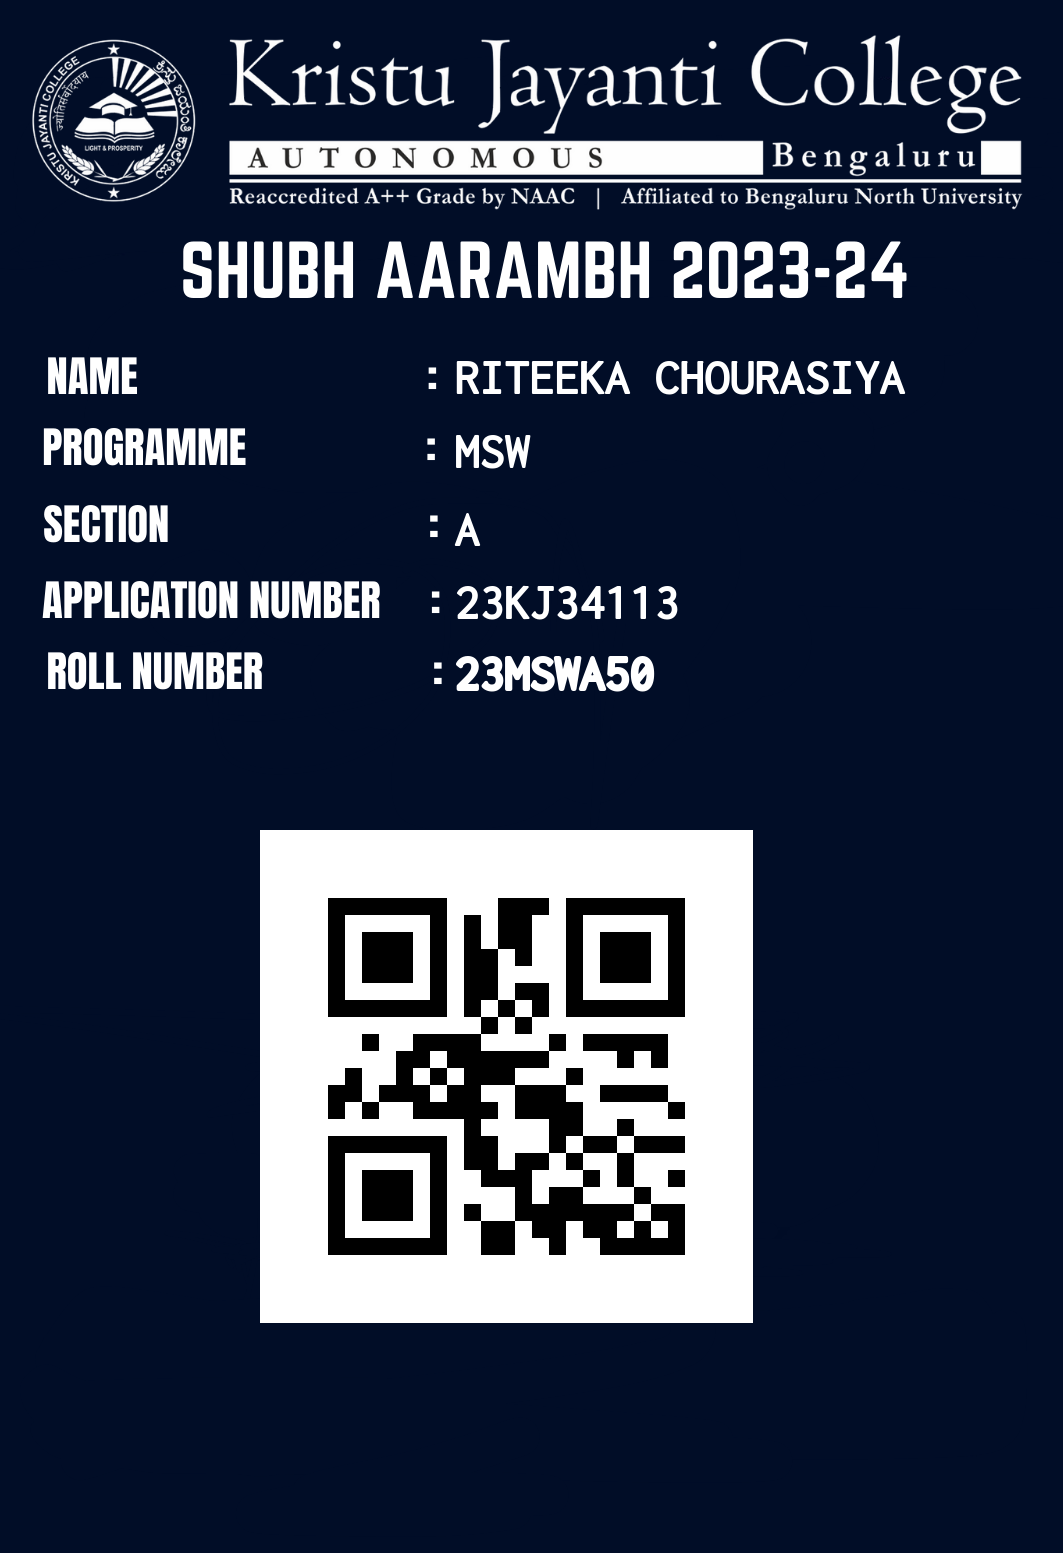 KRISTU JAYANTI COLLEGE
ज्योतिर्समृद्धिश्च
LIGHT & PROSPERITY
Kristu Jayanti College
AUTONOMOUS Bengaluru
Reaccredited A++ Grade by NAAC | Affiliated to Bengaluru North University
SHUBH AARAMBH 2023-24
NAME : RITEEKA CHOURASIYA
PROGRAMME : MSW
SECTION : A
APPLICATION NUMBER : 23KJ34113
ROLL NUMBER : 23MSWA50